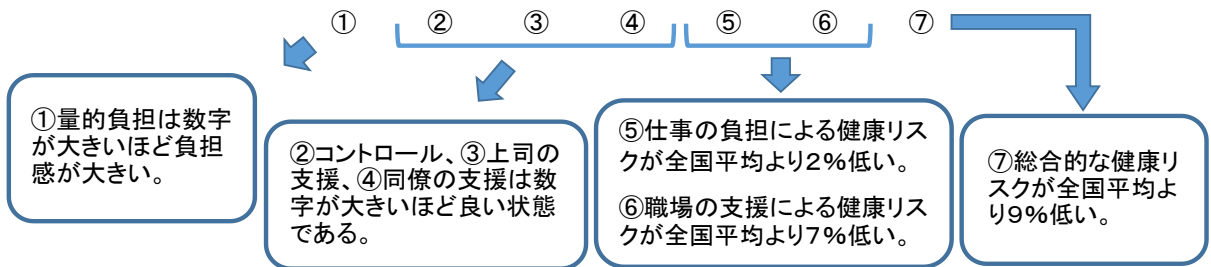 ① ② ③ ④ ⑤ ⑥ ⑦
①量的負担は数字
が大きいほど負担
感が大きい。
②コントロール、③上司の
支援、④同僚の支援は数
字が大きいほど良い状態
である。
⑤仕事の負担による健康リス
クが全国平均より2%低い。
⑥職場の支援による健康リス
クが全国平均より7%低い。
⑦総合的な健康リ
スクが全国平均よ
り9%低い。